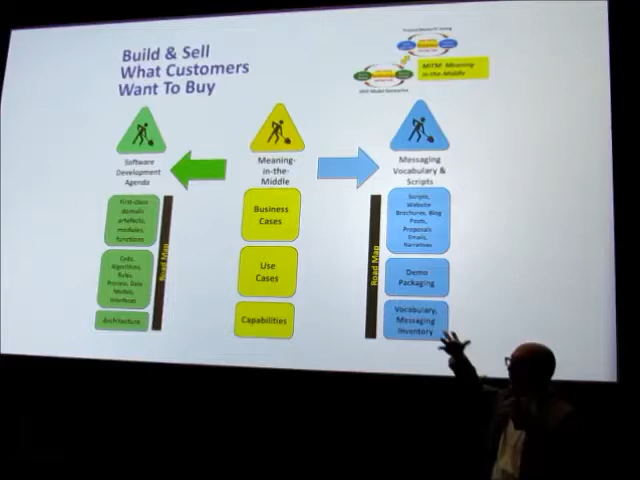 Build & Sell
What Customers
Want To Buy
MITM: Meaning
-in-the-Middle
Software
Development
Agenda
Meaning-
in-the-
Middle
Messaging
Vocabulary &
Scripts
First-class
domain
artefacts,
modules,
functions
Code,
Algorithms,
Rules,
Process, Data
Models,
Interfaces
Architecture
Road Map
Business
Cases
Use
Cases
Capabilities
Road Map
Scripts,
Website
Brochures, Blog
Posts,
Proposals
Emails,
Narratives
Demo
Packaging
Vocabulary,
Messaging
Inventory